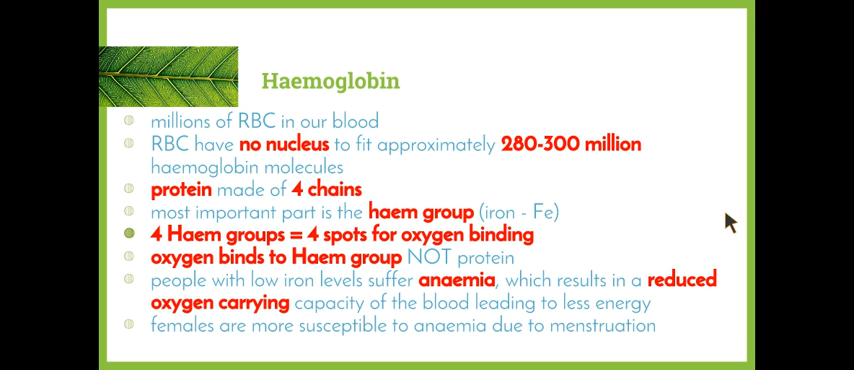 Haemoglobin
millions of RBC in our blood
RBC have no nucleus to fit approximately 280-300 million
haemoglobin molecules
protein made of 4 chains
most important part is the haem group (iron - Fe)
4 Haem groups = 4 spots for oxygen binding
oxygen binds to Haem group NOT protein
people with low iron levels suffer anaemia, which results in a reduced
oxygen carrying capacity of the blood leading to less energy
females are more susceptible to anaemia due to menstruation